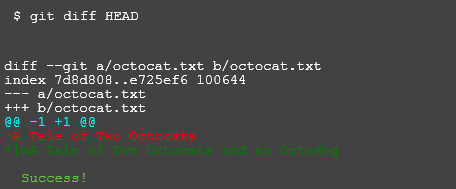 $ git diff HEAD
diff --git a/octocat.txt b/octocat.txt
index 7d8d808..e725ef6 100644
--- a/octocat.txt
+++ b/octocat.txt
@@ -1 +1 @@
-A Tale of Two Octocats
A Tale of Two Octocats and an Octodog
Success!